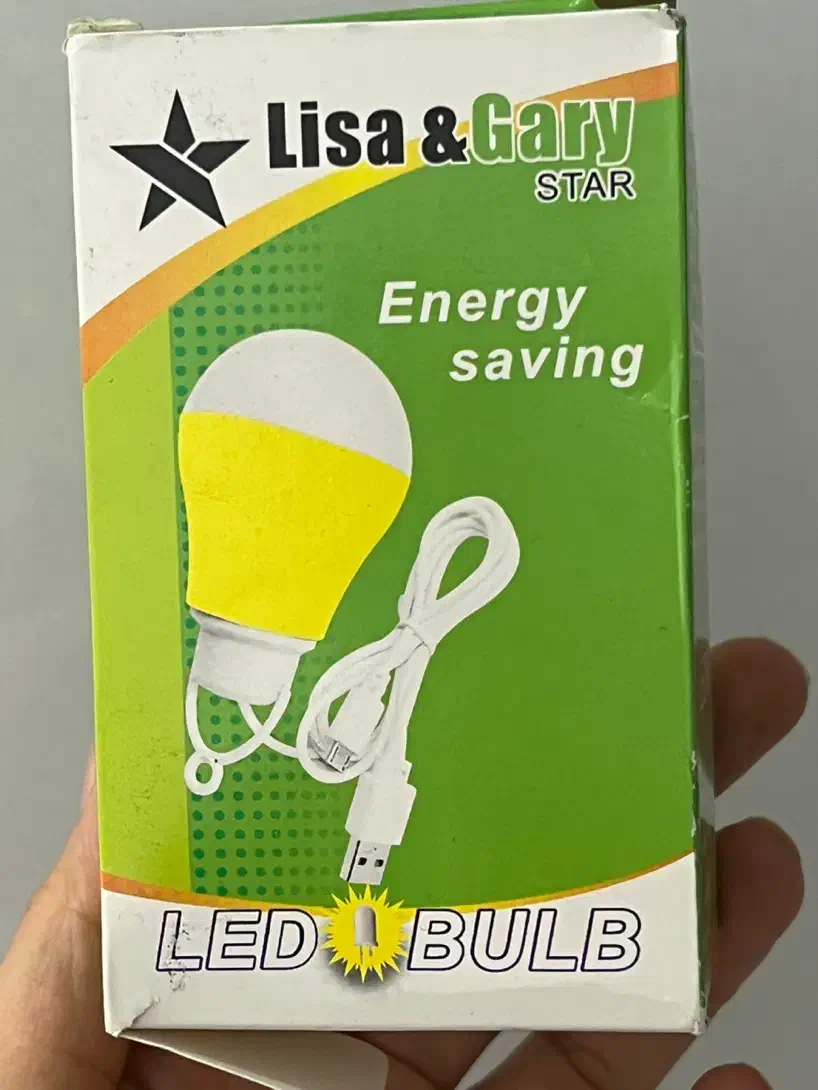 Lisa & Gary
STAR
Energy
saving
LED BULB